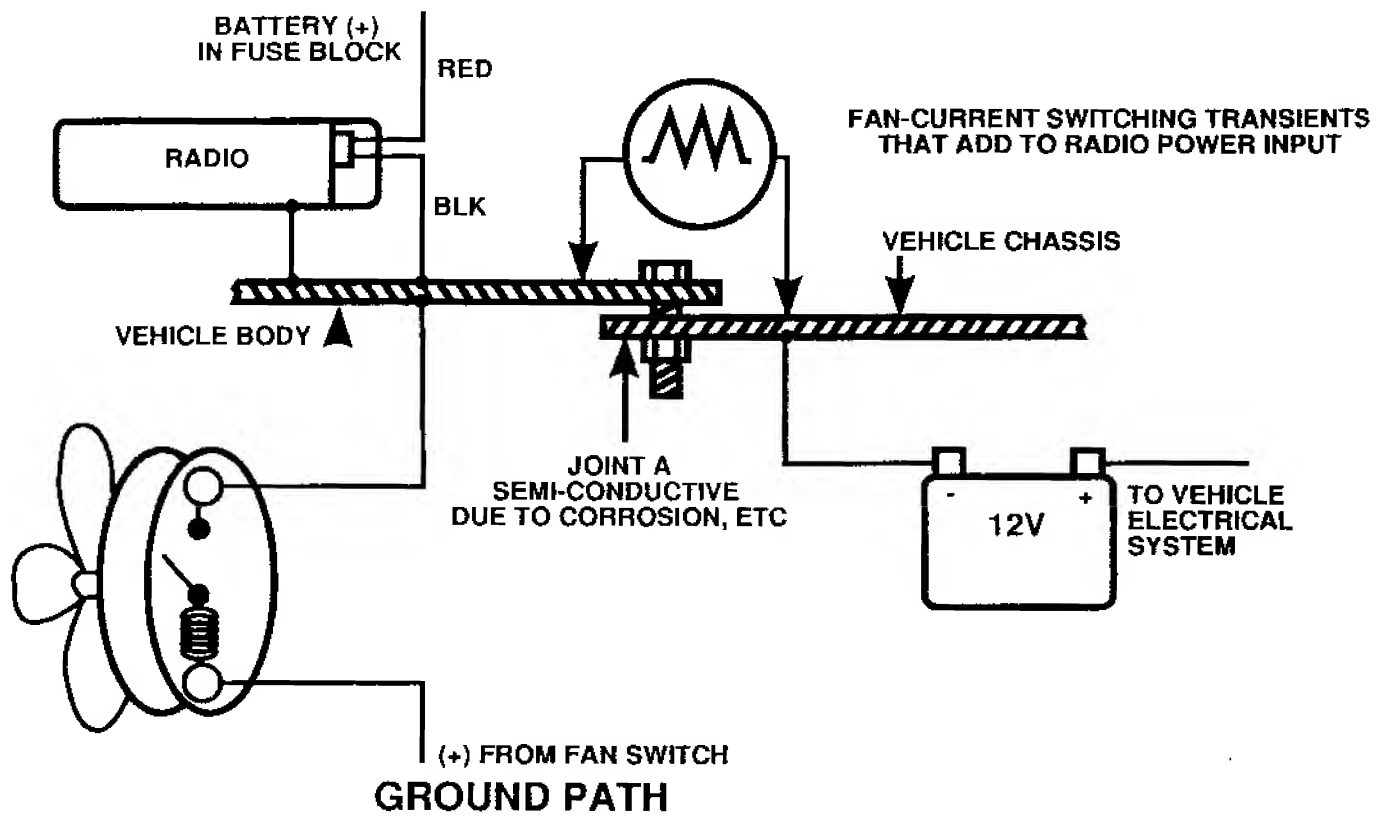 BATTERY (+)
IN FUSE BLOCK
RED
RADIO
BLK
FAN-CURRENT SWITCHING TRANSIENTS
THAT ADD TO RADIO POWER INPUT
VEHICLE CHASSIS
VEHICLE BODY
JOINT A
SEMI-CONDUCTIVE
DUE TO CORROSION, ETC
- +
12V
TO VEHICLE
ELECTRICAL
SYSTEM
(+) FROM FAN SWITCH
GROUND PATH